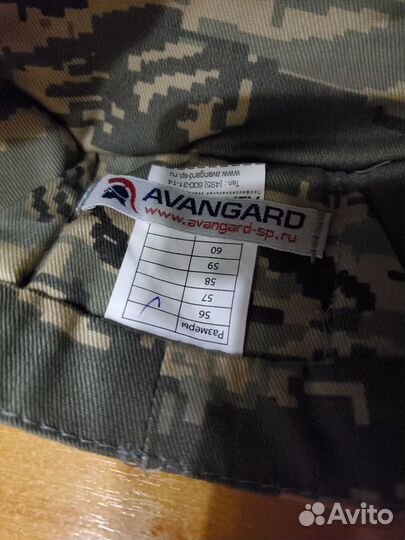 AVANGARD
www.avangard-sp.ru
www.avangard-sp.ru
Тел.: (495) 600-31-14
60
59
58
57
56
Размеры
Avito